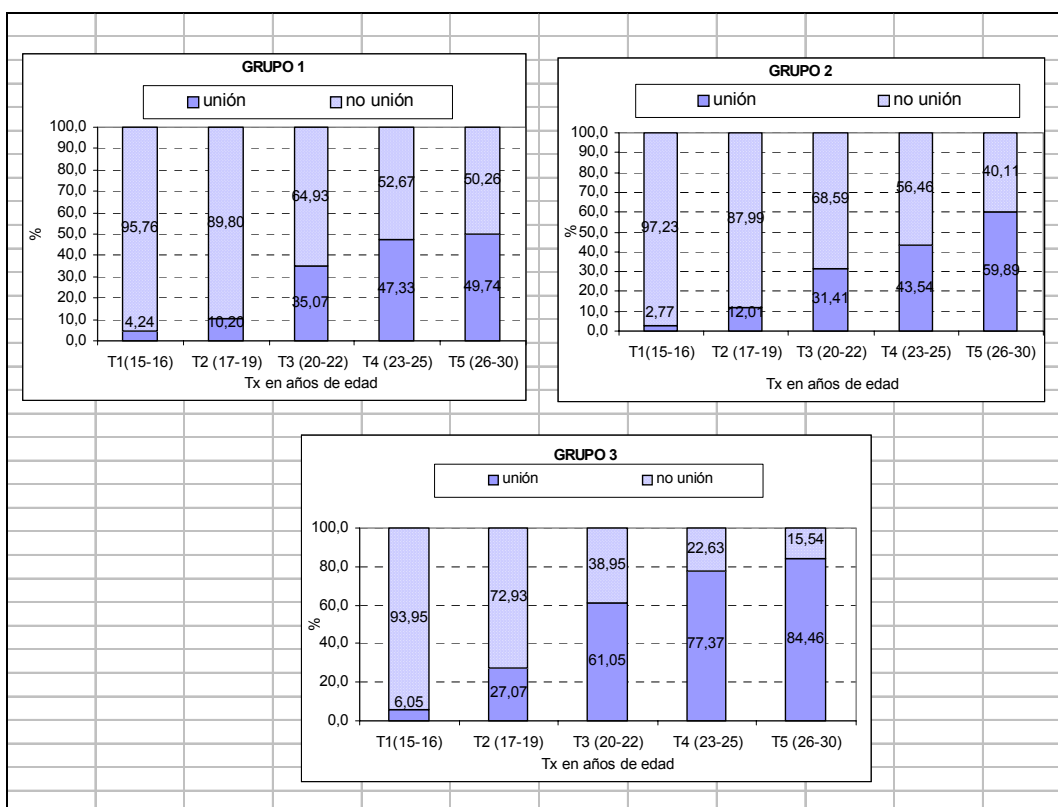 GRUPO 1
unión no unión
100,0
90,0
80,0
70,0
60,0
50,0
40,0
30,0
20,0
10,0
0,0
%
95,76 89,80 64,93 52,67 50,26
4,24 10,20 35,07 47,33 49,74
T1(15-16) T2 (17-19) T3 (20-22) T4 (23-25) T5 (26-30)
Tx en años de edad
GRUPO 2
unión no unión
100,0
90,0
80,0
70,0
60,0
50,0
40,0
30,0
20,0
10,0
0,0
%
97,23 87,99 68,59 56,46 40,11
2,77 12,01 31,41 43,54 59,89
T1(15-16) T2 (17-19) T3 (20-22) T4 (23-25) T5 (26-30)
Tx en años de edad
GRUPO 3
unión no unión
100,0
80,0
60,0
40,0
20,0
0,0
%
93,95 72,93 38,95 22,63 15,54
6,05 27,07 61,05 77,37 84,46
T1(15-16) T2 (17-19) T3 (20-22) T4 (23-25) T5 (26-30)
Tx en años de edad